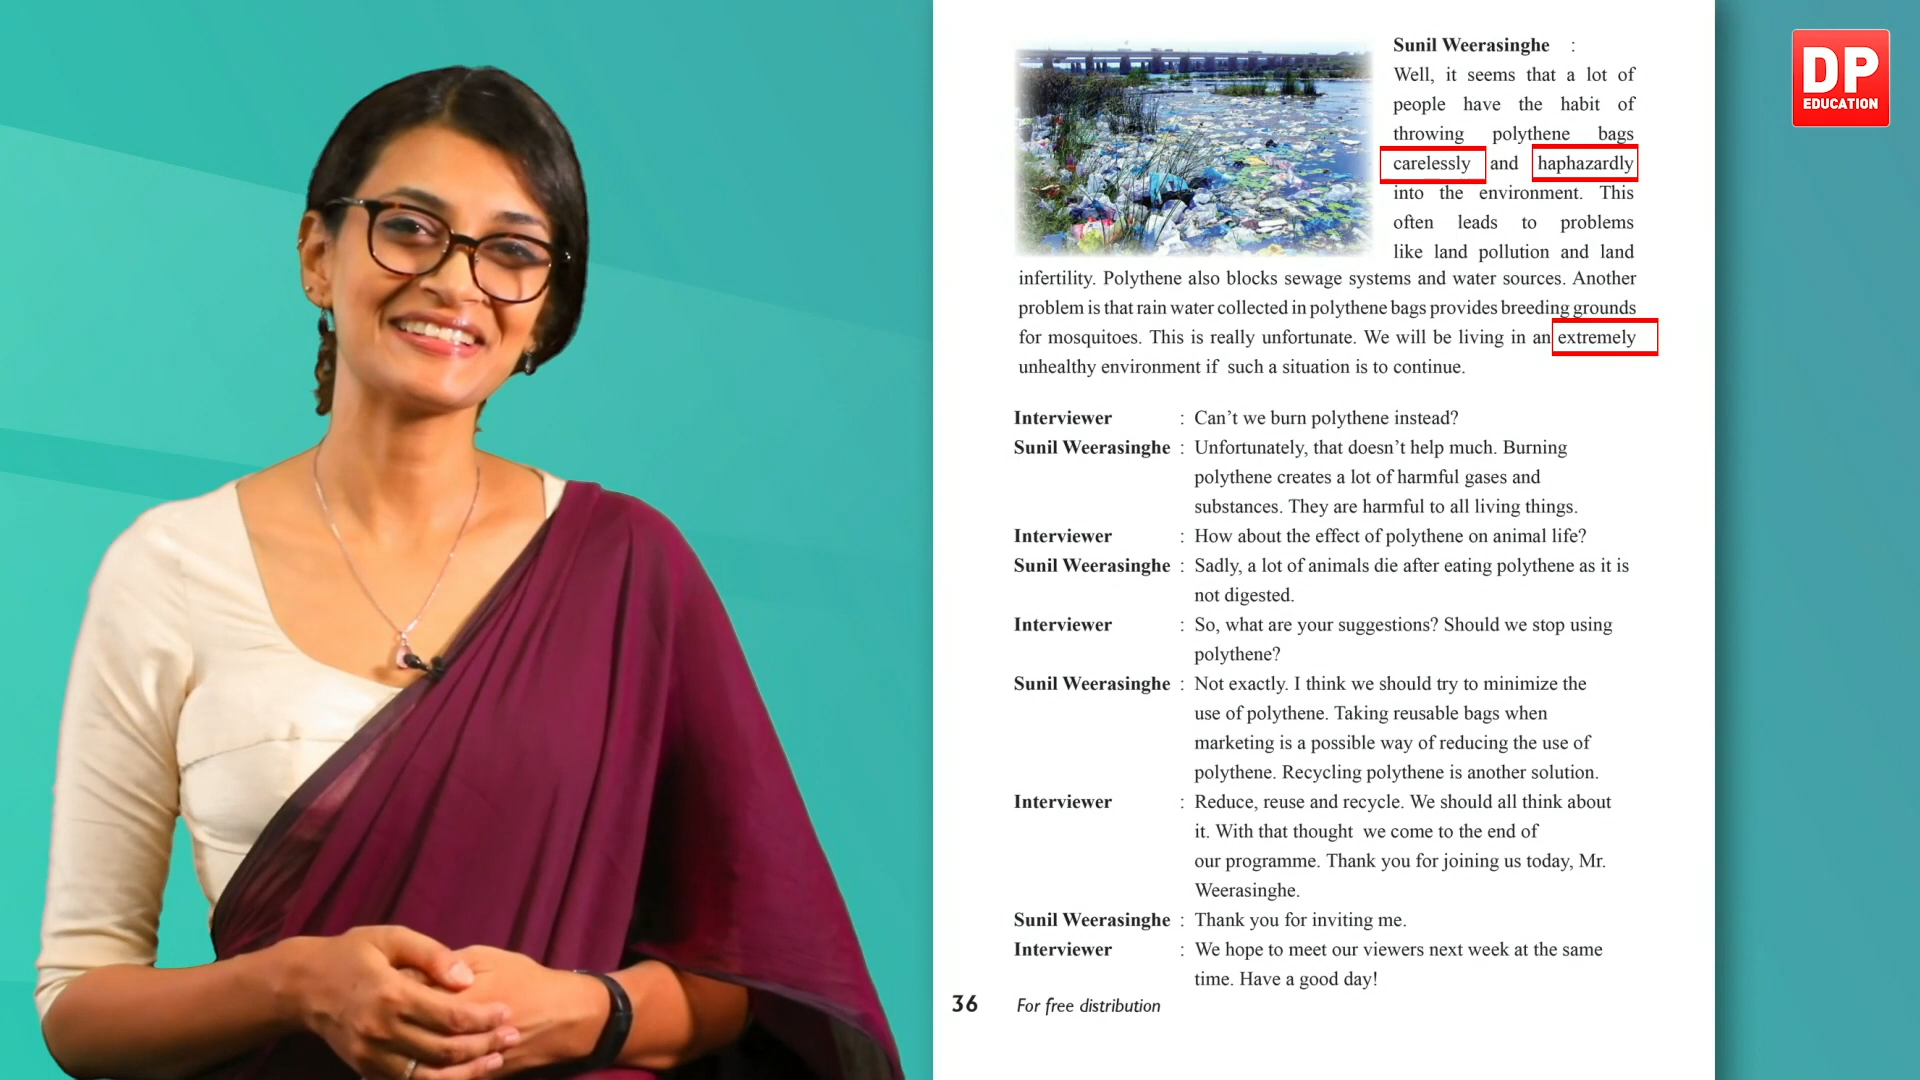 Sunil Weerasinghe :
Well, it seems that a lot of
people have the habit of
throwing polythene bags
carelessly and haphazardly
into the environment. This
often leads to problems
like land pollution and land
infertility. Polythene also blocks sewage systems and water sources. Another
problem is that rain water collected in polythene bags provides breeding grounds
for mosquitoes. This is really unfortunate. We will be living in an extremely
unhealthy environment if such a situation is to continue.
Interviewer : Can’t we burn polythene instead?
Sunil Weerasinghe : Unfortunately, that doesn’t help much. Burning
polythene creates a lot of harmful gases and
substances. They are harmful to all living things.
Interviewer : How about the effect of polythene on animal life?
Sunil Weerasinghe : Sadly, a lot of animals die after eating polythene as it is
not digested.
Interviewer : So, what are your suggestions? Should we stop using
polythene?
Sunil Weerasinghe : Not exactly. I think we should try to minimize the
use of polythene. Taking reusable bags when
marketing is a possible way of reducing the use of
polythene. Recycling polythene is another solution.
Interviewer : Reduce, reuse and recycle. We should all think about
it. With that thought we come to the end of
our programme. Thank you for joining us today, Mr.
Weerasinghe.
Sunil Weerasinghe : Thank you for inviting me.
Interviewer : We hope to meet our viewers next week at the same
time. Have a good day!
36 For free distribution
DP
EDUCATION